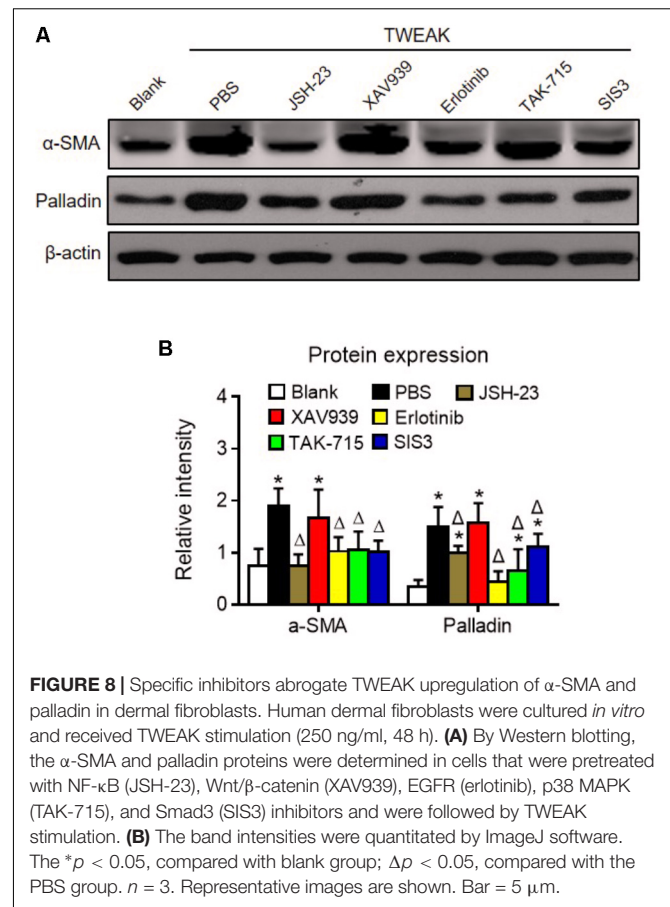 A
TWEAK
Blank PBS JSH-23 XAV939 Erlotinib TAK-715 SIS3
α-SMA
Palladin
β-actin
B
Protein expression
Blank PBS JSH-23
XAV939 Erlotinib
TAK-715 SIS3
Relative intensity
4
3
2
1
0
* Δ * Δ Δ Δ
* Δ * * Δ Δ * Δ *
a-SMA Palladin
FIGURE 8 | Specific inhibitors abrogate TWEAK upregulation of α-SMA and
palladin in dermal fibroblasts. Human dermal fibroblasts were cultured in vitro
and received TWEAK stimulation (250 ng/ml, 48 h). (A) By Western blotting,
the α-SMA and palladin proteins were determined in cells that were pretreated
with NF-κB (JSH-23), Wnt/β-catenin (XAV939), EGFR (erlotinib), p38 MAPK
(TAK-715), and Smad3 (SIS3) inhibitors and were followed by TWEAK
stimulation. (B) The band intensities were quantitated by ImageJ software.
The *p < 0.05, compared with blank group; Δp < 0.05, compared with the
PBS group. n = 3. Representative images are shown. Bar = 5 μm.